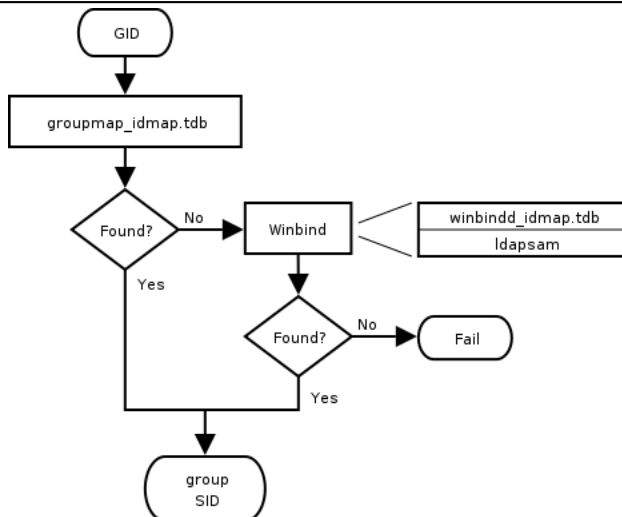 GID
groupmap_idmap.tdb
Found?
No
Winbind
winbindd_idmap.tdb
ldapsam
Yes
Found?
No
Fail
Yes
group
SID